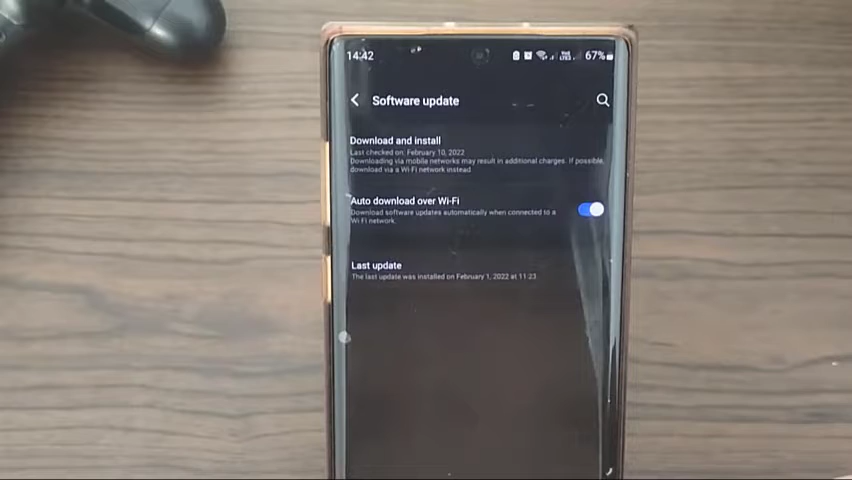 14:42
67%
Software update
Download and install
Last checked on: February 10, 2022
Downloading via mobile networks may result in additional charges. If possible,
download via a Wi-Fi network instead
Auto download over Wi-Fi
Download software updates automatically when connected to a
Wi-Fi network.
Last update
The last update was installed on February 1, 2022 at 11:23